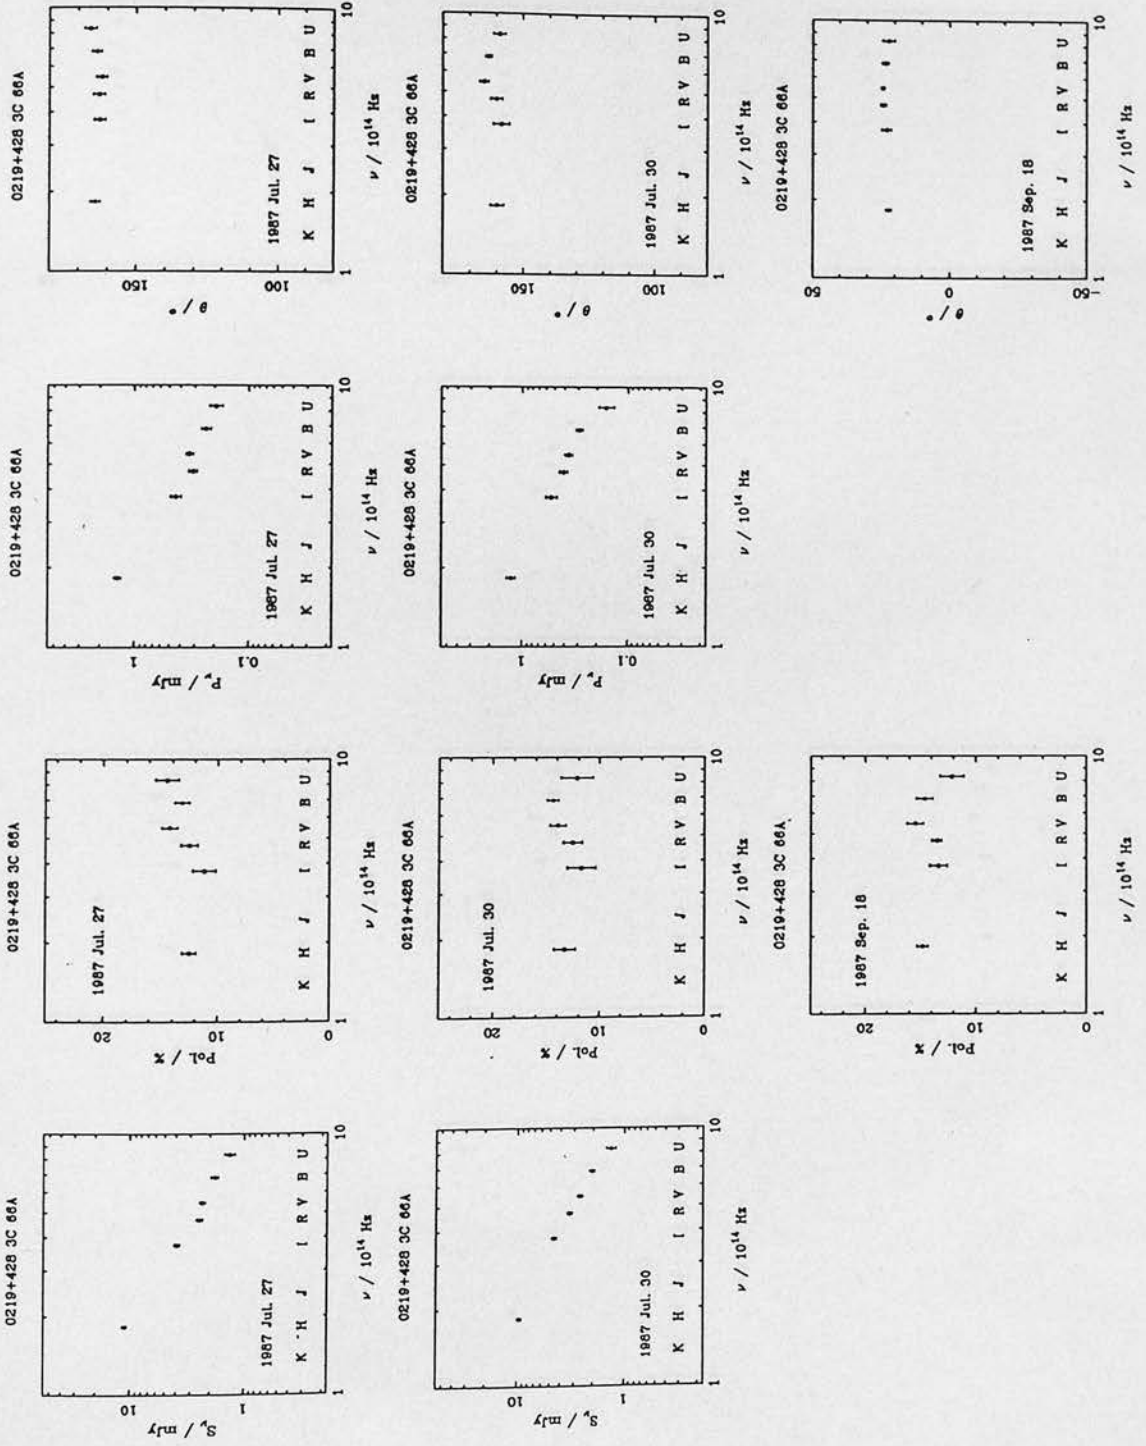 0219+428 3C 66A
S_ν / mJy
10
1
1987 Jul. 27
K H J I R V B U
1
10
ν / 10¹⁴ Hz
0219+428 3C 66A
Pol. / %
20
10
0
1987 Jul. 27
K H J I R V B U
1
10
ν / 10¹⁴ Hz
0219+428 3C 66A
P_ν / mJy
1
0.1
1987 Jul. 27
K H J I R V B U
1
10
ν / 10¹⁴ Hz
0219+428 3C 66A
θ / °
150
100
1987 Jul. 27
K H J I R V B U
1
10
ν / 10¹⁴ Hz
0219+428 3C 66A
S_ν / mJy
10
1
1987 Jul. 30
K H J I R V B U
1
10
ν / 10¹⁴ Hz
0219+428 3C 66A
Pol. / %
20
10
0
1987 Jul. 30
K H J I R V B U
1
10
ν / 10¹⁴ Hz
0219+428 3C 66A
P_ν / mJy
1
0.1
1987 Jul. 30
K H J I R V B U
1
10
ν / 10¹⁴ Hz
0219+428 3C 66A
θ / °
150
100
1987 Jul. 30
K H J I R V B U
1
10
ν / 10¹⁴ Hz
0219+428 3C 66A
Pol. / %
20
10
0
1987 Sep. 18
K H J I R V B U
1
10
ν / 10¹⁴ Hz
0219+428 3C 66A
θ / °
50
0
-50
1987 Sep. 18
K H J I R V B U
1
10
ν / 10¹⁴ Hz